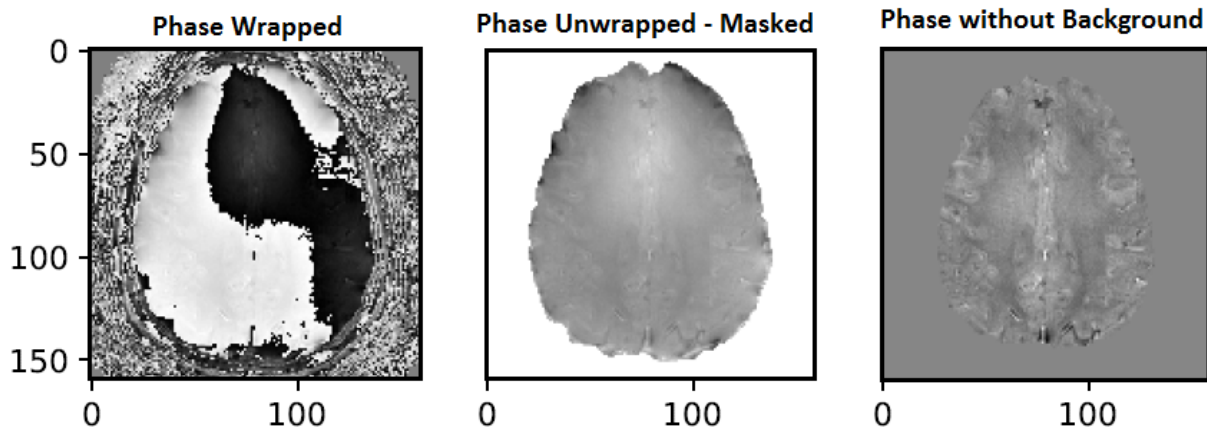 Phase Wrapped
Phase Unwrapped - Masked
Phase without Background
0
50
100
150
0 100
0 100
0 100